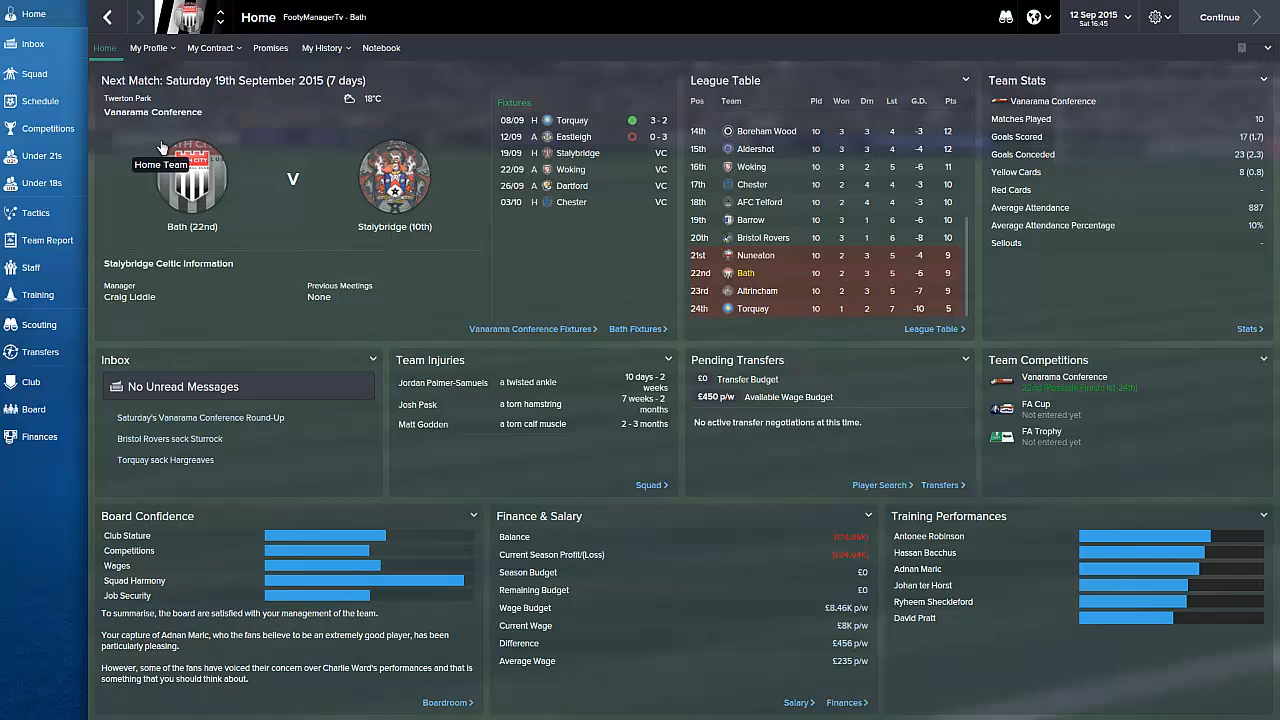 Home
Home FootyManagerTv - Bath
12 Sep 2015
Sat 16:45
Continue
Home My Profile My Contract Promises My History Notebook
Inbox
Squad
Schedule
Competitions
Under 21s
Under 18s
Tactics
Team Report
Staff
Training
Scouting
Transfers
Club
Board
Finances
Next Match: Saturday 19th September 2015 (7 days)
Twerton Park
18°C
Vanarama Conference
Home Team
V
Bath (22nd)
Stalybridge (10th)
Stalybridge Celtic Information
Manager
Craig Liddle
Previous Meetings
None
Fixtures
08/09 H Torquay 3 - 2
12/09 A Eastleigh 0 - 3
19/09 H Stalybridge VC
22/09 A Woking VC
26/09 A Dartford VC
03/10 H Chester VC
Vanarama Conference Fixtures>
Bath Fixtures>
League Table
Pos Team Pld Won Drn Lst G.D. Pts
14th Boreham Wood 10 3 3 4 -3 12
15th Aldershot 10 3 3 4 -4 12
16th Woking 10 3 2 5 -6 11
17th Chester 10 2 4 4 -3 10
18th AFC Telford 10 2 4 4 -3 10
19th Barrow 10 3 1 6 -6 10
20th Bristol Rovers 10 3 1 6 -8 10
21st Nuneaton 10 2 3 5 -4 9
22nd Bath 10 2 3 5 -6 9
23rd Altrincham 10 2 3 5 -7 9
24th Torquay 10 1 2 7 -10 5
League Table>
Team Stats
Vanarama Conference
Matches Played 10
Goals Scored 17 (1.7)
Goals Conceded 23 (2.3)
Yellow Cards 8 (0.8)
Red Cards -
Average Attendance 887
Average Attendance Percentage 10%
Sellouts -
Stats>
Inbox
No Unread Messages
Saturday's Vanarama Conference Round-Up
Bristol Rovers sack Sturrock
Torquay sack Hargreaves
Team Injuries
Jordan Palmer-Samuels a twisted ankle 10 days - 2 weeks
Josh Pask a torn hamstring 7 weeks - 2 months
Matt Godden a torn calf muscle 2 - 3 months
Squad>
Pending Transfers
£0 Transfer Budget
£450 p/w Available Wage Budget
No active transfer negotiations at this time.
Player Search> Transfers>
Team Competitions
Vanarama Conference
22nd (Possible Finish: 1st-24th)
FA Cup
Not entered yet.
FA Trophy
Not entered yet.
Board Confidence
Club Stature
Competitions
Wages
Squad Harmony
Job Security
To summarise, the board are satisfied with your management of the team.
Your capture of Adnan Maric, who the fans believe to be an extremely good player, has been
particularly pleasing.
However, some of the fans have voiced their concern over Charlie Ward's performances and that is
something that you should think about.
Boardroom>
Finance & Salary
Balance
Current Season Profit/(Loss)
Season Budget £0
Remaining Budget £0
Wage Budget £8.46K p/w
Current Wage £8K p/w
Difference £456 p/w
Average Wage £235 p/w
Salary> Finances>
Training Performances
Antonee Robinson
Hassan Bacchus
Adnan Maric
Johan ter Horst
Ryheem Sheckleford
David Pratt